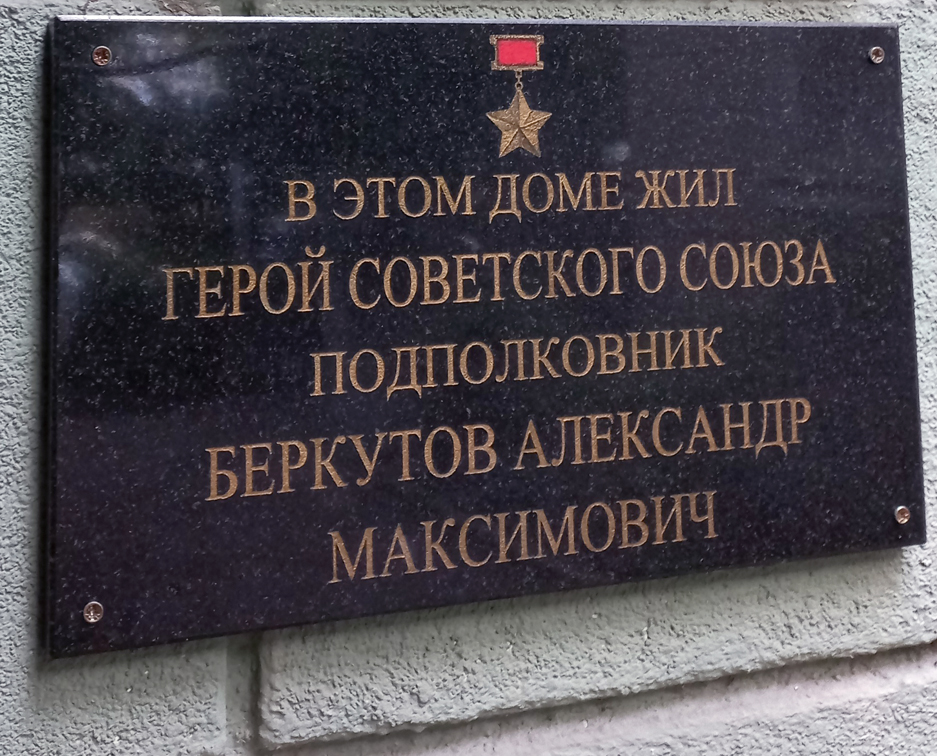 В ЭТОМ ДОМЕ ЖИЛ
ГЕРОЙ СОВЕТСКОГО СОЮЗА
ПОДПОЛКОВНИК
БЕРКУТОВ АЛЕКСАНДР
МАКСИМОВИЧ